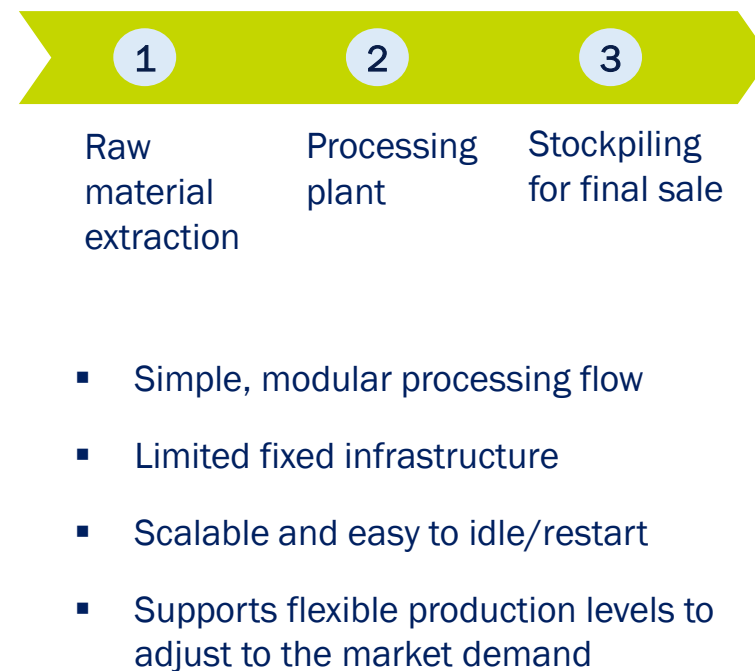 1 2 3
Raw
material
extraction
Processing
plant
Stockpiling
for final sale
▪ Simple, modular processing flow
▪ Limited fixed infrastructure
▪ Scalable and easy to idle/restart
▪ Supports flexible production levels to
adjust to the market demand